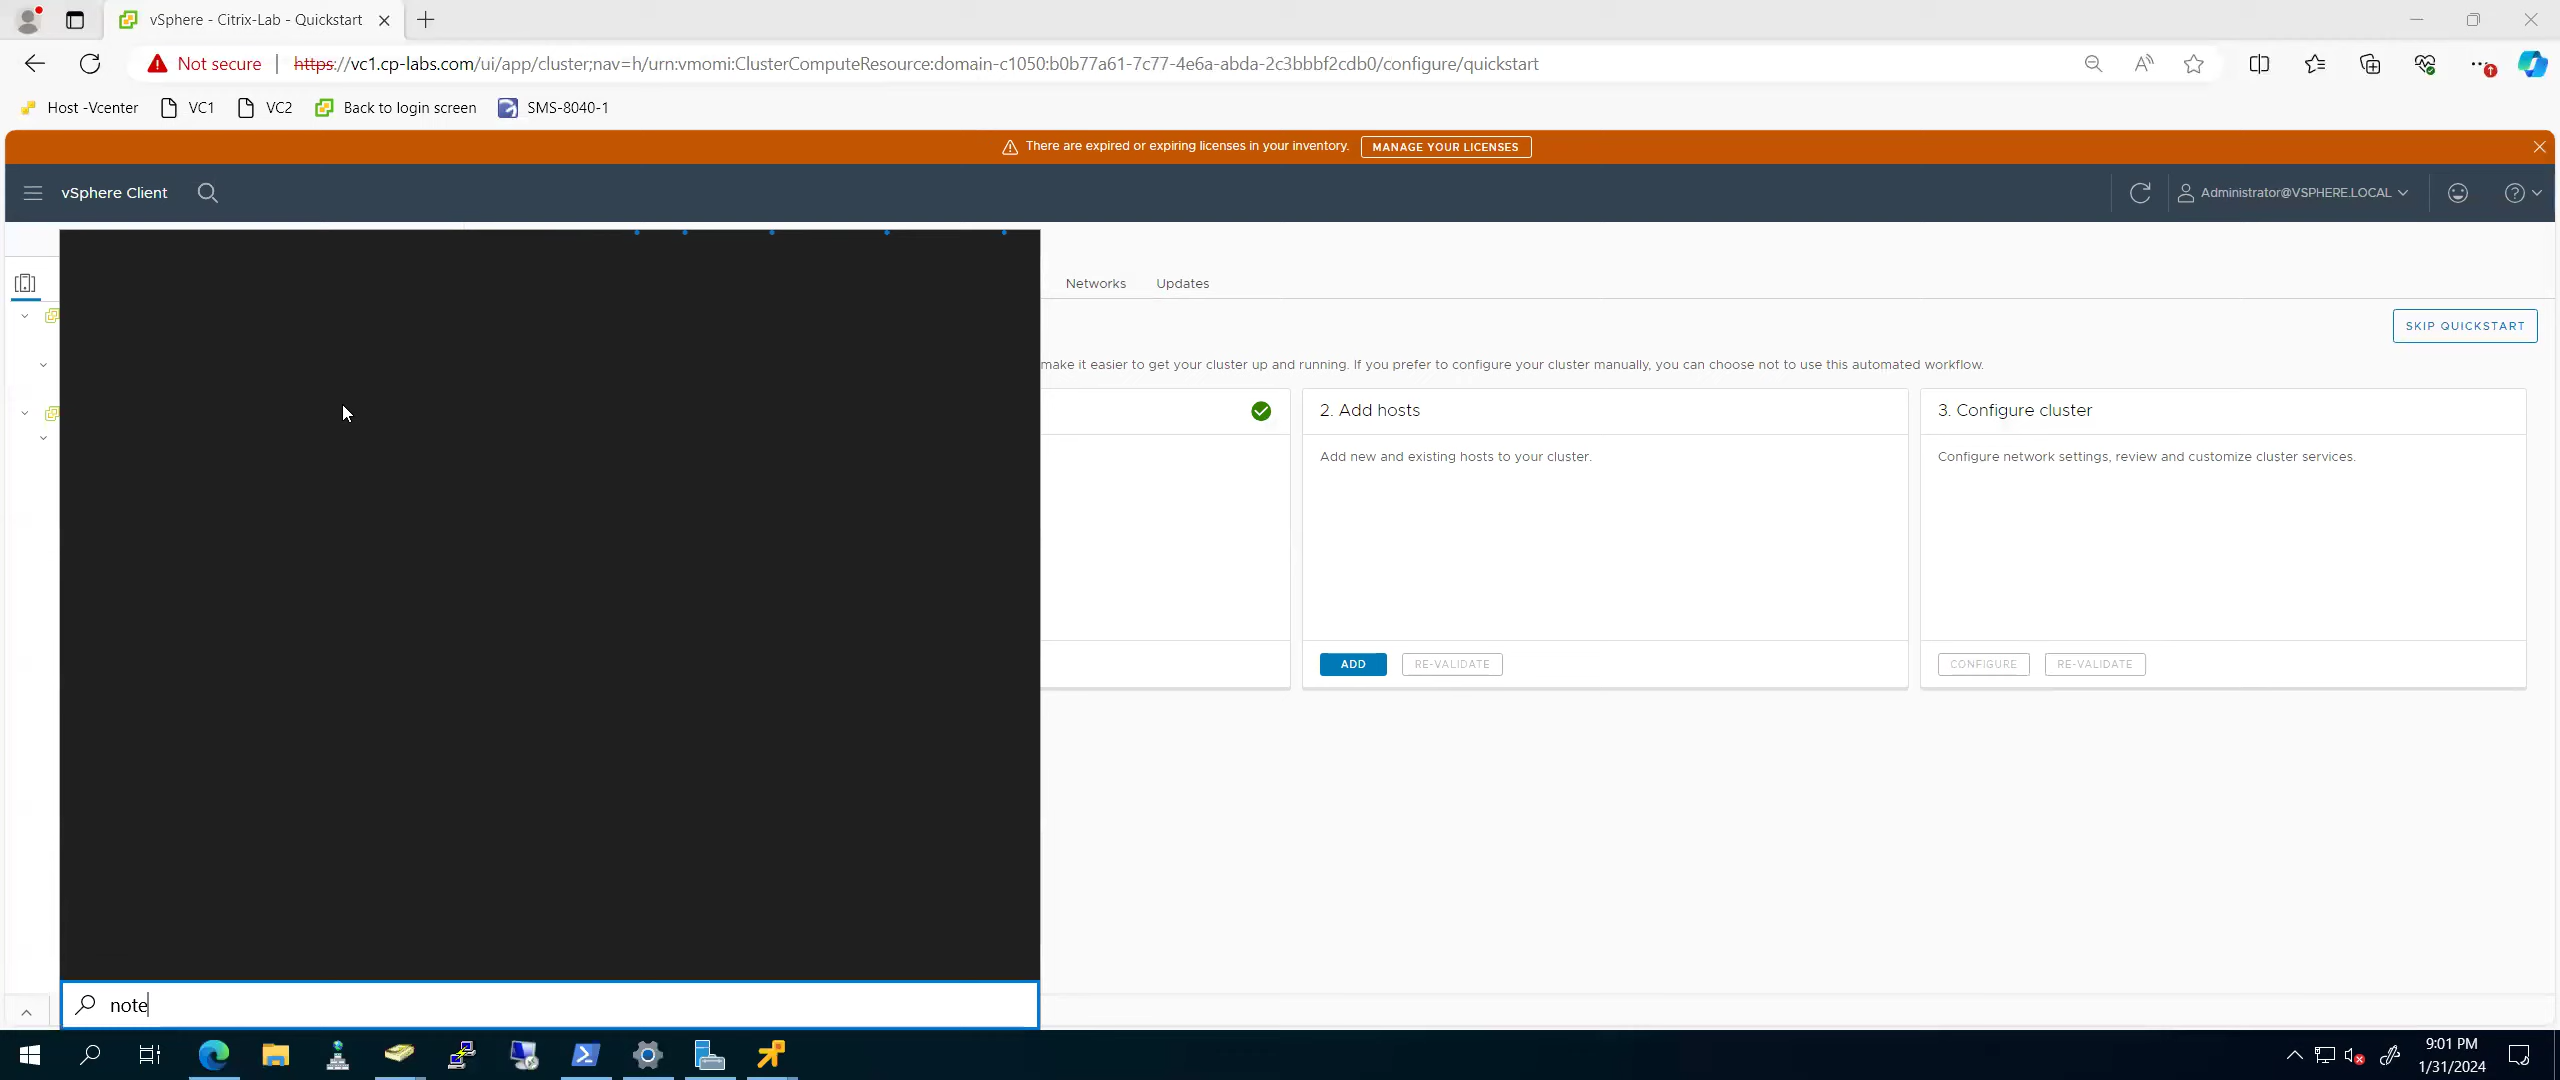 vSphere - Citrix-Lab - Quickstart
Not secure
https://vc1.cp-labs.com/ui/app/cluster;nav=h/urn:vmomi:ClusterComputeResource:domain-c1050:b0b77a61-7c77-4e6a-abda-2c3bbbf2cdb0/configure/quickstart
Host -Vcenter
VC1
VC2
Back to login screen
SMS-8040-1
There are expired or expiring licenses in your inventory.
MANAGE YOUR LICENSES
vSphere Client
Administrator@VSPHERE.LOCAL
Networks
Updates
SKIP QUICKSTART
make it easier to get your cluster up and running. If you prefer to configure your cluster manually, you can choose not to use this automated workflow.
2. Add hosts
Add new and existing hosts to your cluster.
ADD
RE-VALIDATE
3. Configure cluster
Configure network settings, review and customize cluster services.
CONFIGURE
RE-VALIDATE
note
9:01 PM
1/31/2024